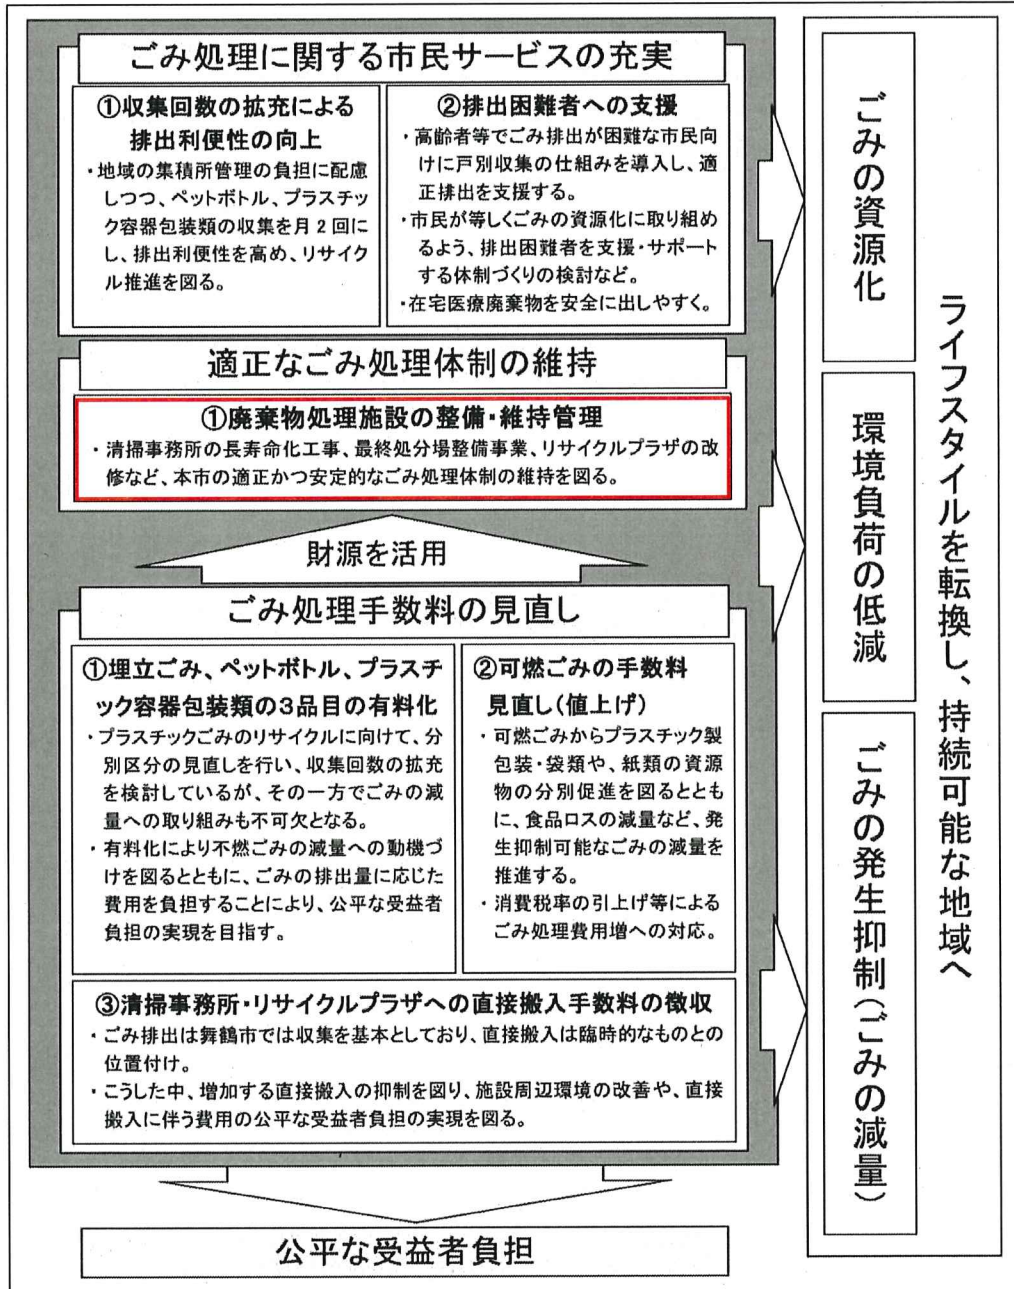 ごみ処理に関する市民サービスの充実
①収集回数の拡充による
排出利便性の向上
・地域の集積所管理の負担に配慮
しつつ、ペットボトル、プラスチッ
ク容器包装類の収集を月2回に
し、排出利便性を高め、リサイク
ル推進を図る。
②排出困難者への支援
・高齢者等でごみ排出が困難な市民向
けに戸別収集の仕組みを導入し、適
正排出を支援する。
・市民が等しくごみの資源化に取り組め
るよう、排出困難者を支援・サポート
する体制づくりの検討など。
・在宅医療廃棄物を安全に出しやすく。
適正なごみ処理体制の維持
①廃棄物処理施設の整備・維持管理
・清掃事務所の長寿命化工事、最終処分場整備事業、リサイクルプラザの改
修など、本市の適正かつ安定的なごみ処理体制の維持を図る。
財源を活用
ごみ処理手数料の見直し
①埋立ごみ、ペットボトル、プラスチ
ック容器包装類の3品目の有料化
・プラスチックごみのリサイクルに向けて、分
別区分の見直しを行い、収集回数の拡充
を検討しているが、その一方でごみの減
量への取り組みも不可欠となる。
・有料化により不燃ごみの減量への動機づ
けを図るとともに、ごみの排出量に応じた
費用を負担することにより、公平な受益者
負担の実現を目指す。
②可燃ごみの手数料
見直し(値上げ)
・可燃ごみからプラスチック製
包装・袋類や、紙類の資源
物の分別促進を図るととも
に、食品ロスの減量など、発
生抑制可能なごみの減量を
推進する。
・消費税率の引上げ等による
ごみ処理費用増への対応。
③清掃事務所・リサイクルプラザへの直接搬入手数料の徴収
・ごみ排出は舞鶴市では収集を基本としており、直接搬入は臨時的なものとの
位置付け。
・こうした中、増加する直接搬入の抑制を図り、施設周辺環境の改善や、直接
搬入に伴う費用の公平な受益者負担の実現を図る。
公平な受益者負担
ごみの資源化
環境負荷の低減
ごみの発生抑制(ごみの減量)
ライフスタイルを転換し、持続可能な地域へ